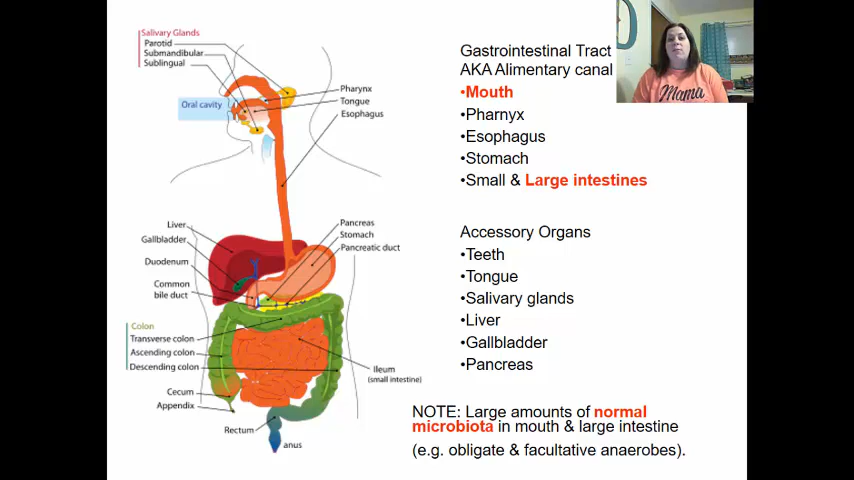 Salivary Glands
Parotid
Submandibular
Sublingual
Oral cavity
Pharynx
Tongue
Esophagus
Liver
Gallbladder
Duodenum
Common
bile duct
Pancreas
Stomach
Pancreatic duct
Colon
Transverse colon
Ascending colon
Descending colon
Cecum
Appendix
Rectum
anus
Ileum
(small intestine)
Gastrointestinal Tract
AKA Alimentary canal
•Mouth
•Pharnyx
•Esophagus
•Stomach
•Small & Large intestines
Accessory Organs
•Teeth
•Tongue
•Salivary glands
•Liver
•Gallbladder
•Pancreas
NOTE: Large amounts of normal
microbiota in mouth & large intestine
(e.g. obligate & facultative anaerobes).
D
Mama